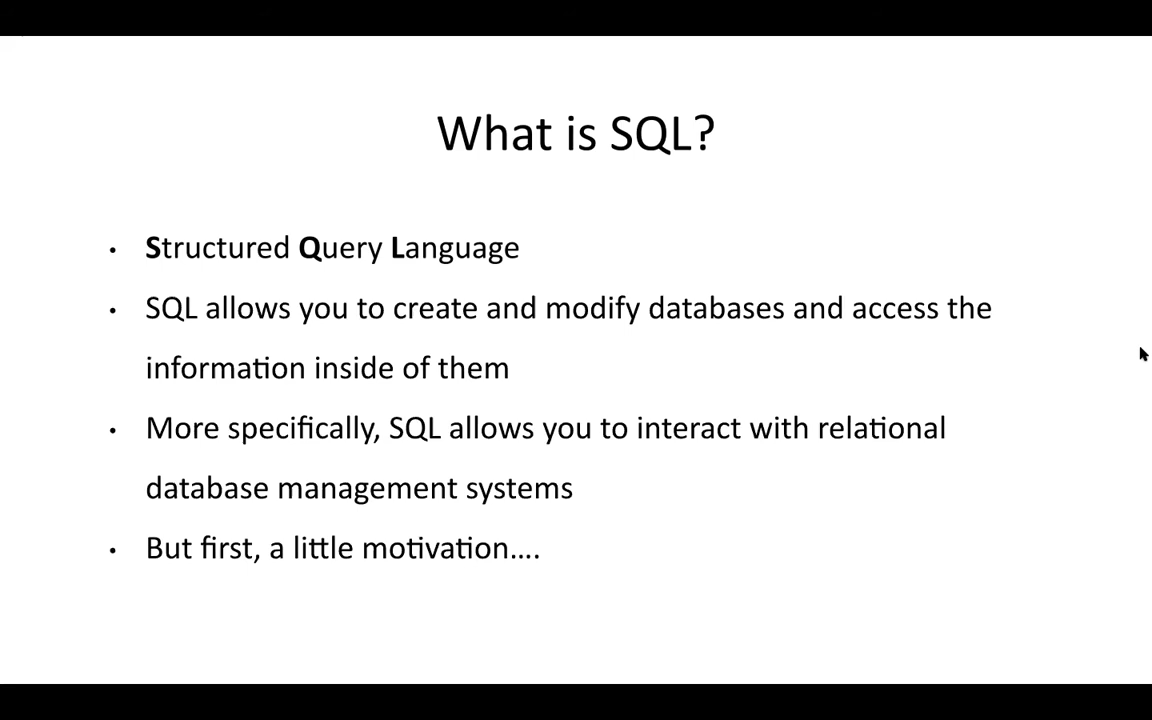 What is SQL?
• Structured Query Language
• SQL allows you to create and modify databases and access the
information inside of them
• More specifically, SQL allows you to interact with relational
database management systems
• But first, a little motivation....